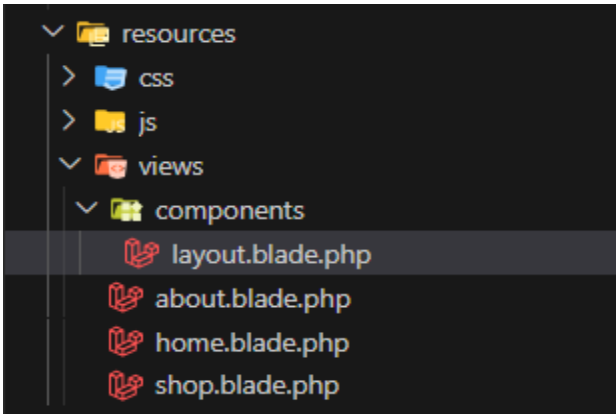 resources
css
js
views
components
layout.blade.php
about.blade.php
home.blade.php
shop.blade.php